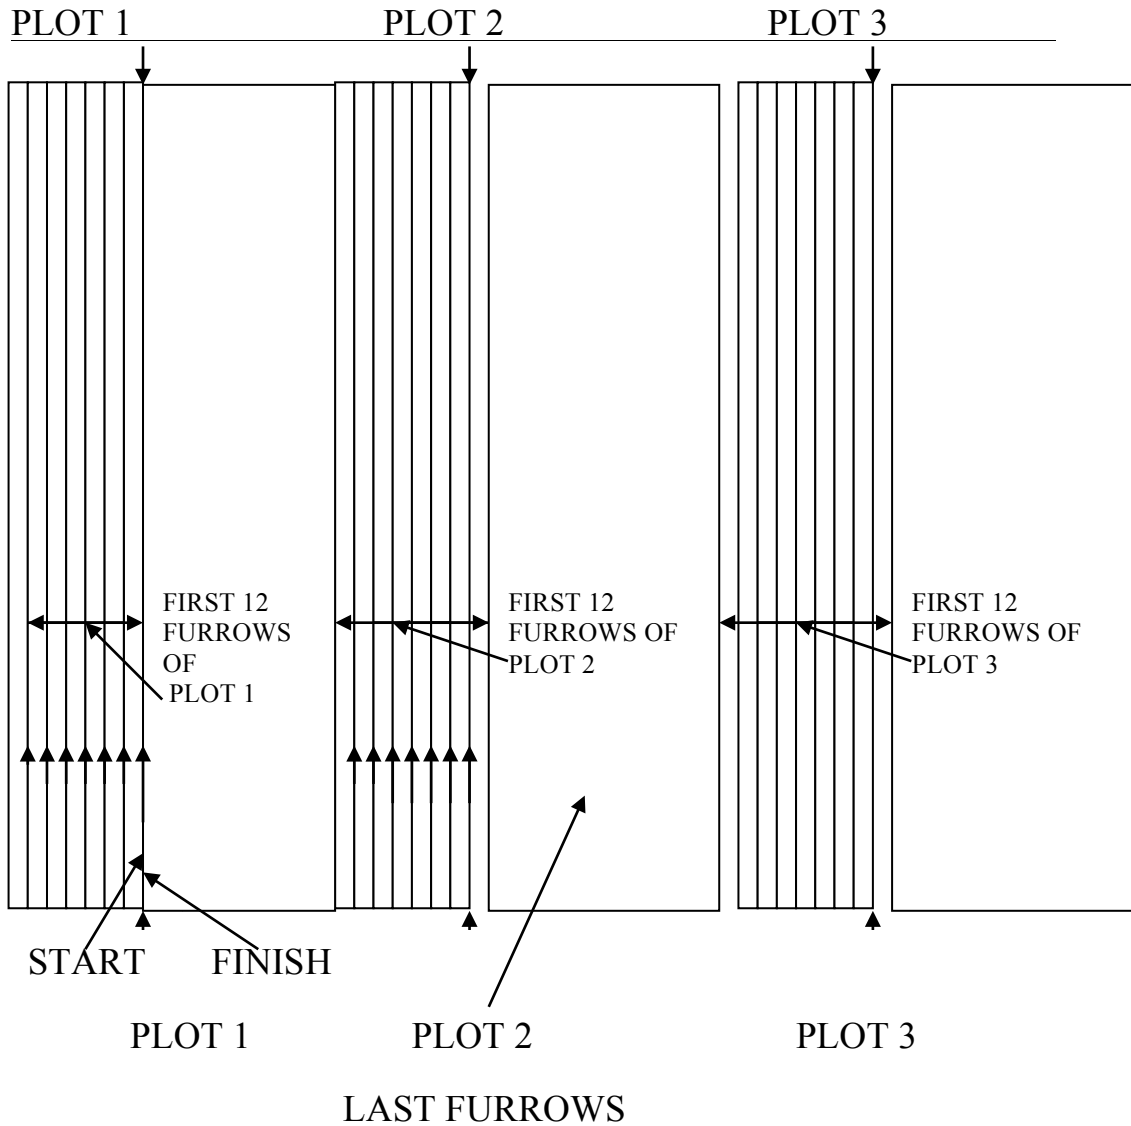 PLOT 1 PLOT 2 PLOT 3
FIRST 12
FURROWS
OF
PLOT 1
FIRST 12
FURROWS OF
PLOT 2
FIRST 12
FURROWS OF
PLOT 3
START FINISH
PLOT 1 PLOT 2 PLOT 3
LAST FURROWS